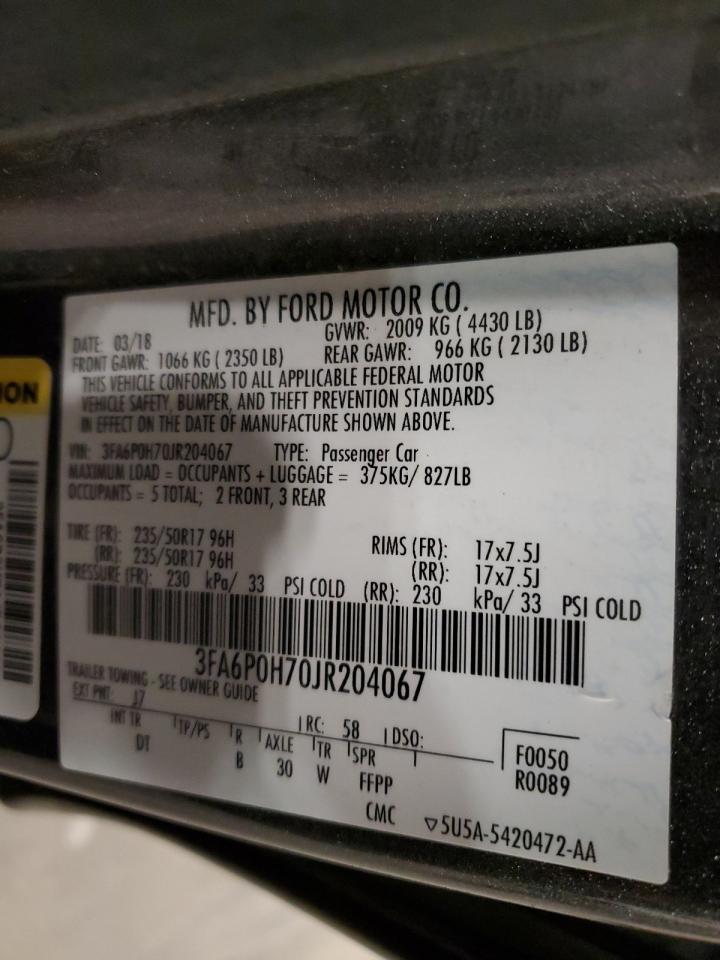 MFD. BY FORD MOTOR CO.
DATE: 03/18 GVWR: 2009 KG ( 4430 LB)
FRONT GAWR: 1066 KG ( 2350 LB) REAR GAWR: 966 KG ( 2130 LB)
THIS VEHICLE CONFORMS TO ALL APPLICABLE FEDERAL MOTOR
VEHICLE SAFETY, BUMPER, AND THEFT PREVENTION STANDARDS
IN EFFECT ON THE DATE OF MANUFACTURE SHOWN ABOVE.
VIN: 3FA6P0H70JR204067 TYPE: Passenger Car
MAXIMUM LOAD = OCCUPANTS + LUGGAGE = 375KG/ 827LB
OCCUPANTS = 5 TOTAL; 2 FRONT, 3 REAR
TIRE (FR): 235/50R17 96H RIMS (FR): 17x7.5J
(RR): 235/50R17 96H (RR): 17x7.5J
PRESSURE (FR): 230 kPa/ 33 PSI COLD (RR): 230 kPa/ 33 PSI COLD
3FA6P0H70JR204067
TRAILER TOWING - SEE OWNER GUIDE
EXT PNT: J7 RC: 58 DSO:
INT TR TP/PS R AXLE TR SPR F0050
DT B 30 W FFPP R0089
CMC ▽5U5A-5420472-AA
ION